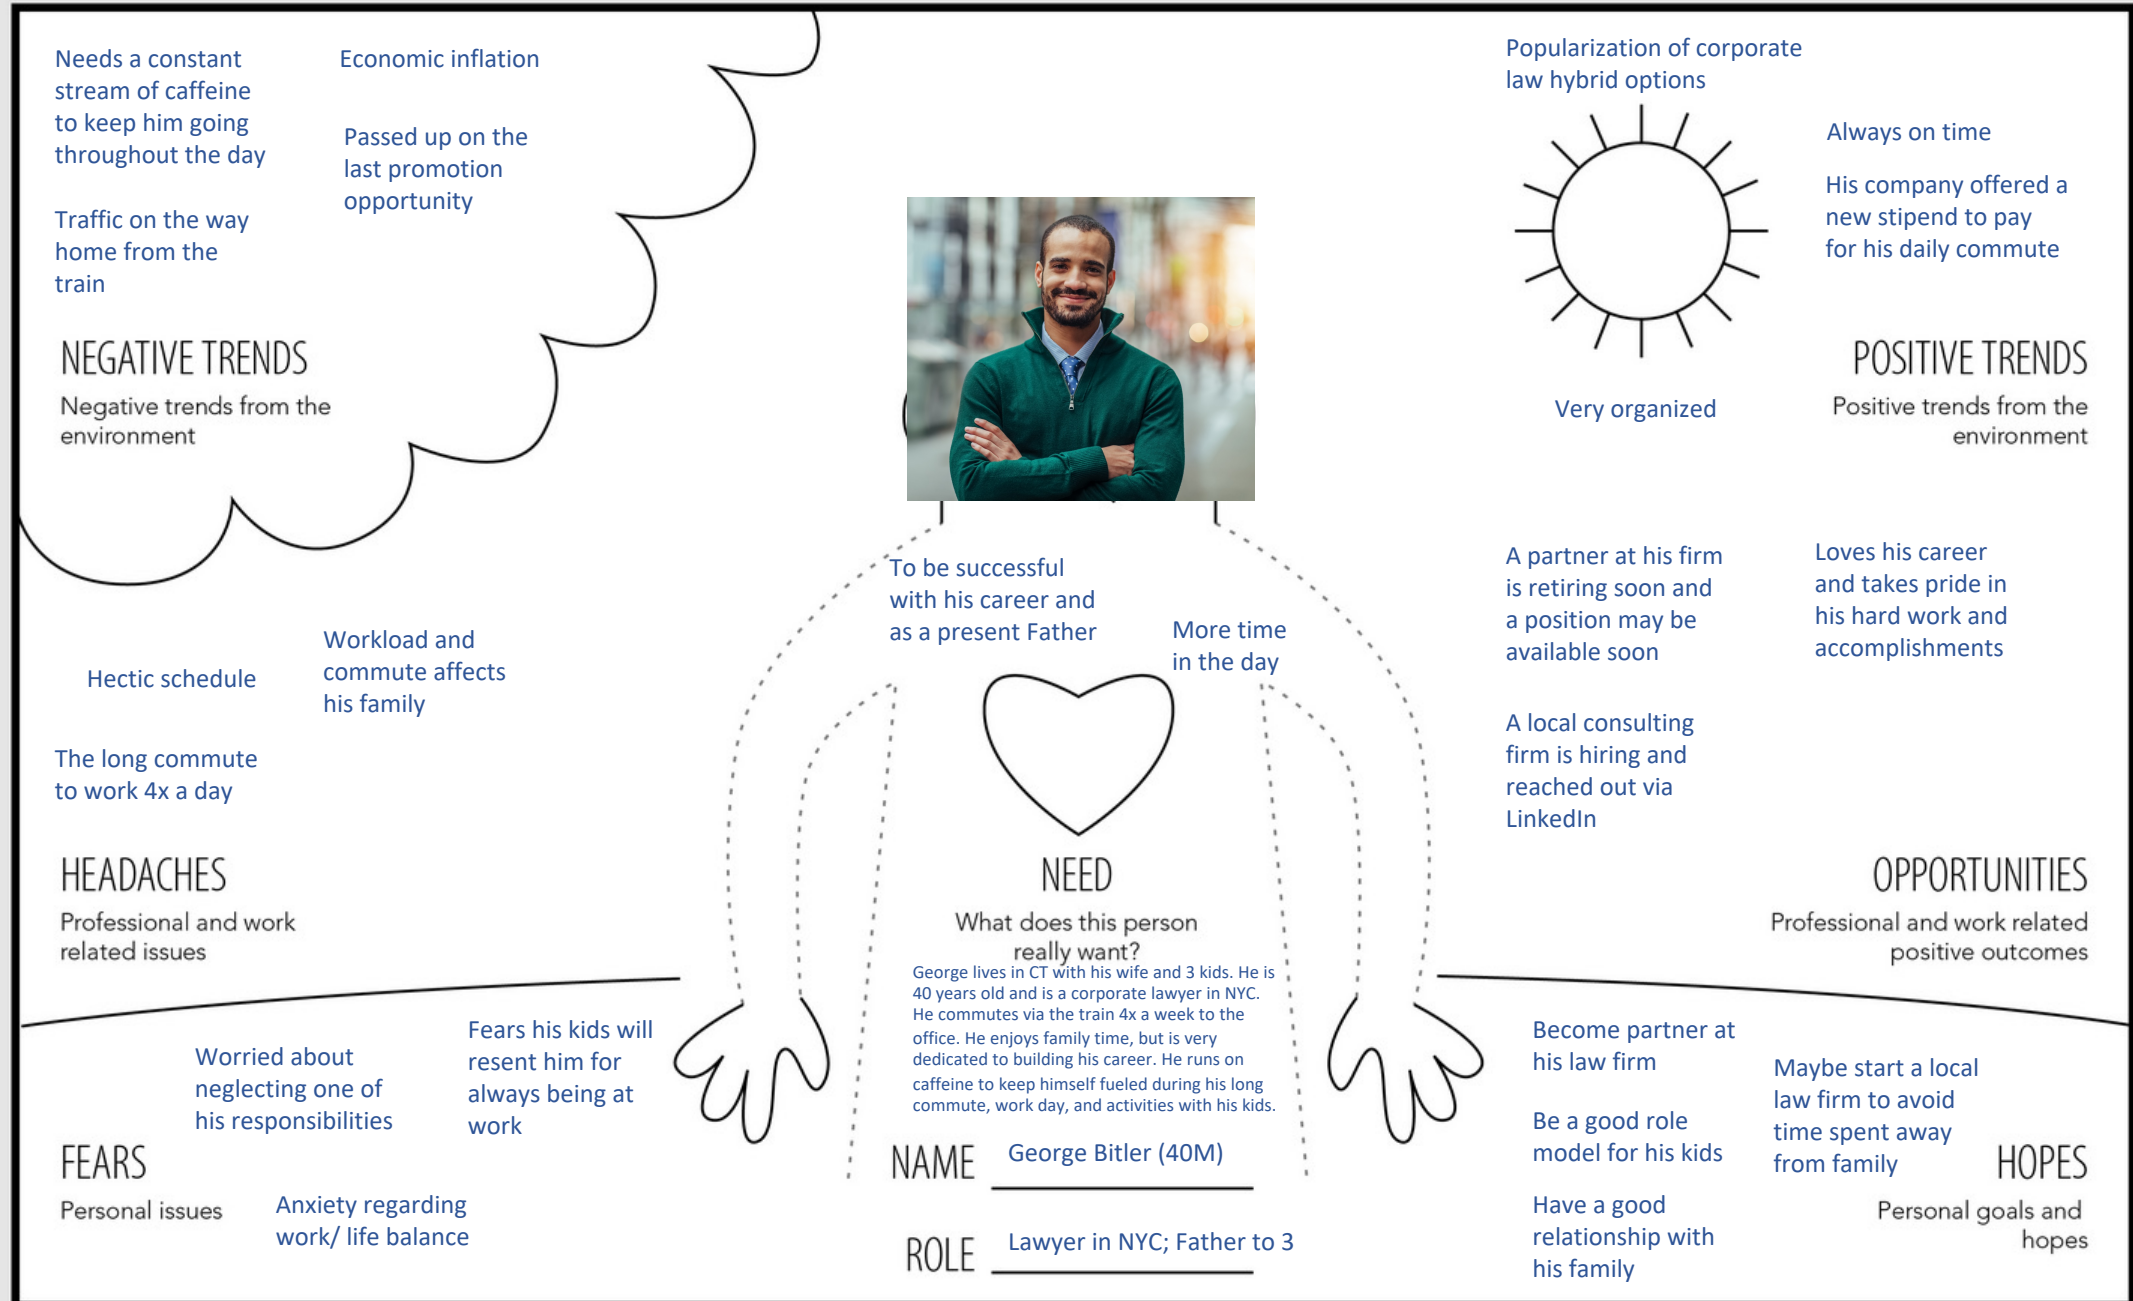 Needs a constant
stream of caffeine
to keep him going
throughout the day
Economic inflation
Passed up on the
last promotion
opportunity
Traffic on the way
home from the
train
NEGATIVE TRENDS
Negative trends from the
environment
Popularization of corporate
law hybrid options
Always on time
His company offered a
new stipend to pay
for his daily commute
Very organized
POSITIVE TRENDS
Positive trends from the
environment
Hectic schedule
Workload and
commute affects
his family
The long commute
to work 4x a day
HEADACHES
Professional and work
related issues
To be successful
with his career and
as a present Father
More time
in the day
NEED
What does this person
really want?
George lives in CT with his wife and 3 kids. He is
40 years old and is a corporate lawyer in NYC.
He commutes via the train 4x a week to the
office. He enjoys family time, but is very
dedicated to building his career. He runs on
caffeine to keep himself fueled during his long
commute, work day, and activities with his kids.
NAME George Bitler (40M)
ROLE Lawyer in NYC; Father to 3
A partner at his firm
is retiring soon and
a position may be
available soon
Loves his career
and takes pride in
his hard work and
accomplishments
A local consulting
firm is hiring and
reached out via
LinkedIn
OPPORTUNITIES
Professional and work related
positive outcomes
Worried about
neglecting one of
his responsibilities
Fears his kids will
resent him for
always being at
work
Anxiety regarding
work/ life balance
FEARS
Personal issues
Become partner at
his law firm
Be a good role
model for his kids
Have a good
relationship with
his family
Maybe start a local
law firm to avoid
time spent away
from family
HOPES
Personal goals and
hopes